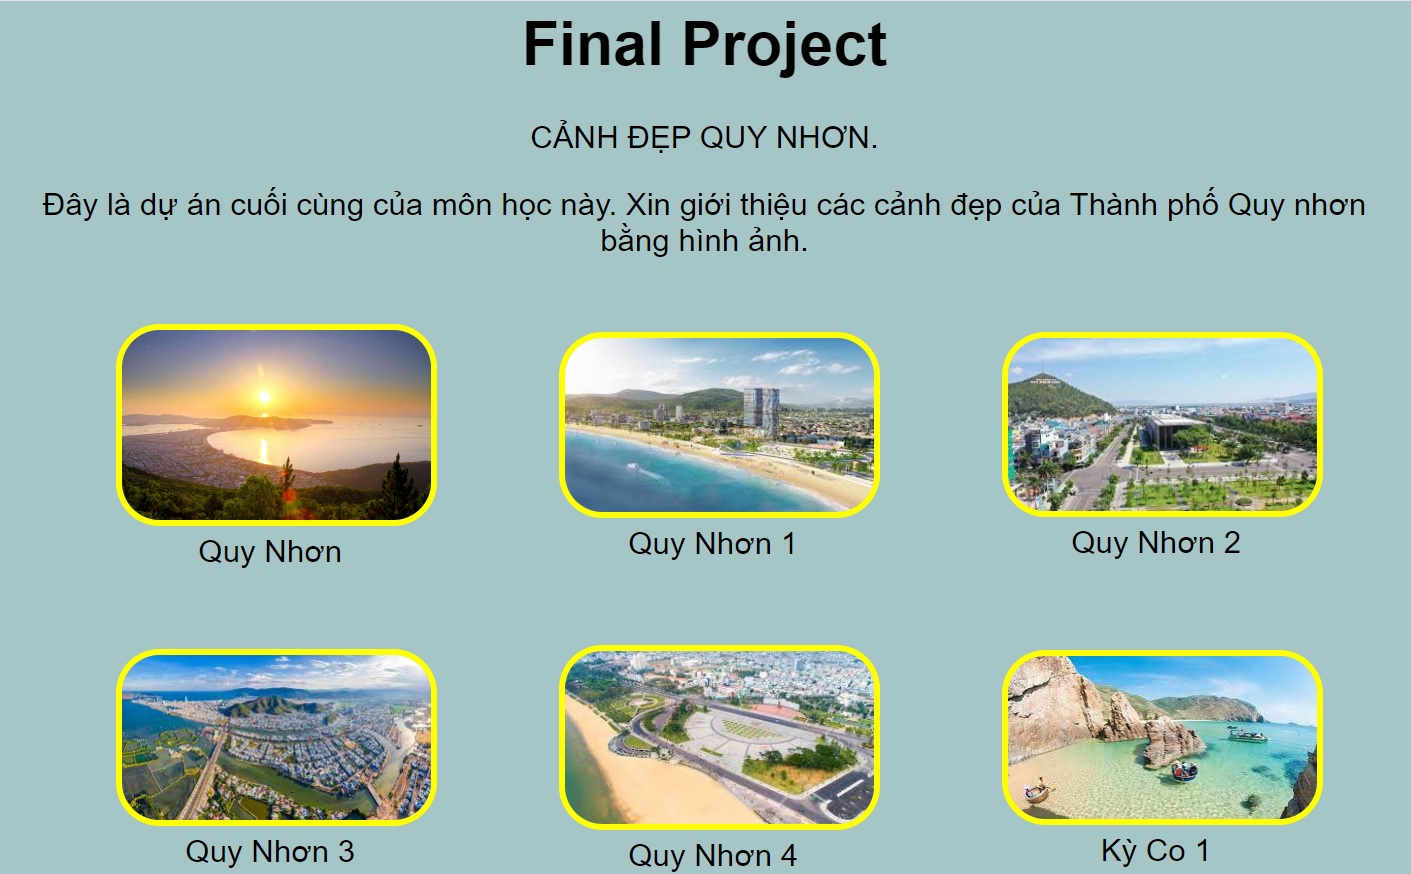 Final Project
CẢNH ĐẸP QUY NHƠN.
Đây là dự án cuối cùng của môn học này. Xin giới thiệu các cảnh đẹp của Thành phố Quy nhơn
bằng hình ảnh.
Quy Nhơn
Quy Nhơn 1
Quy Nhơn 2
Quy Nhơn 3
Quy Nhơn 4
Kỳ Co 1